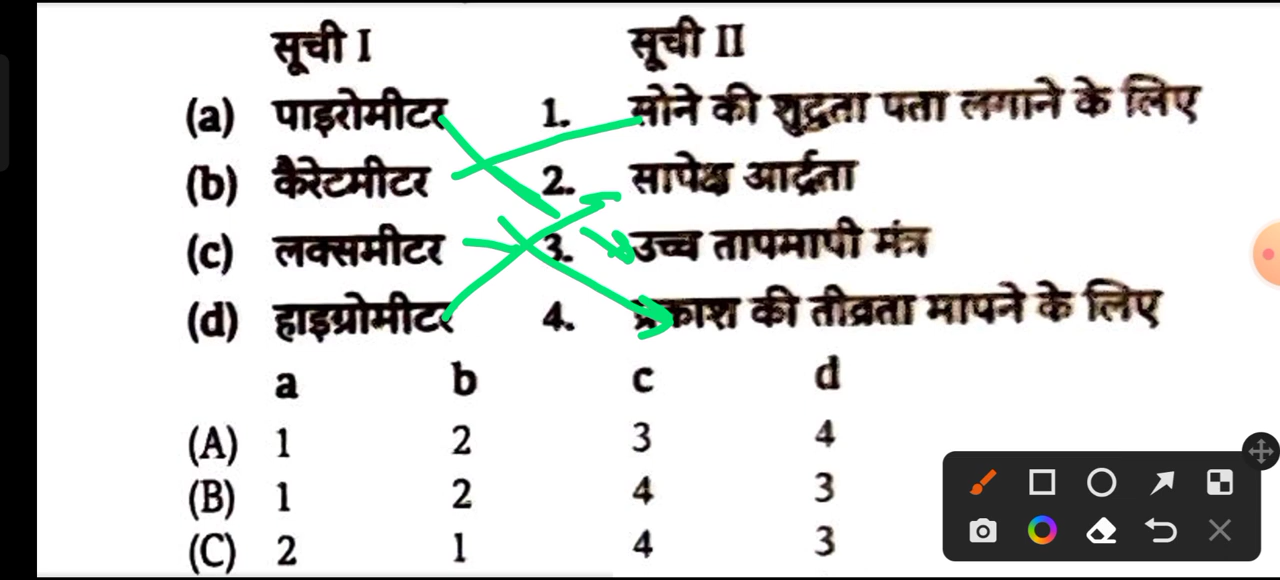 सूची I सूची II
(a) पाइरोमीटर 1. सोने की शुद्धता पता लगाने के लिए
(b) कैरेटमीटर 2. सापेक्ष आर्द्रता
(c) लक्समीटर 3. उच्च तापमापी मंत्र
(d) हाइग्रोमीटर 4. प्रकाश की तीव्रता मापने के लिए
a b c d
(A) 1 2 3 4
(B) 1 2 4 3
(C) 2 1 4 3